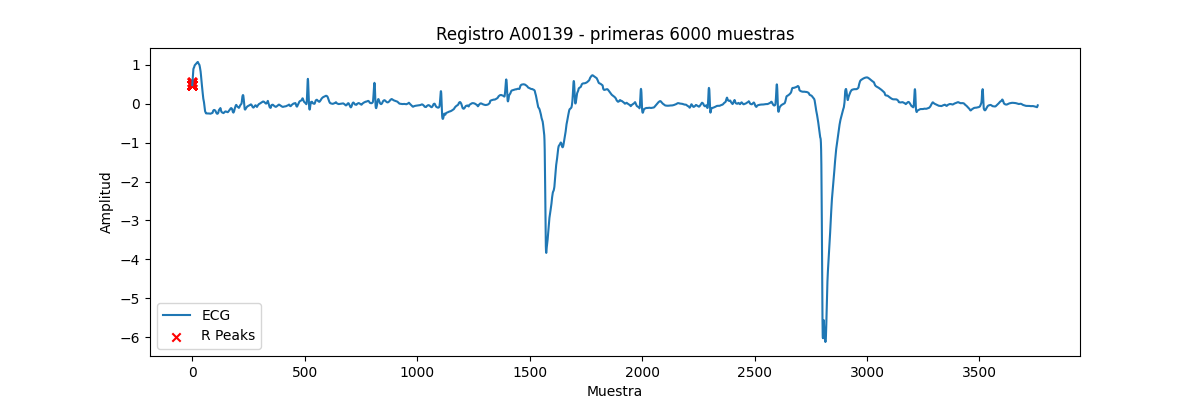 Registro A00139 - primeras 6000 muestras
Amplitud
1
0
−1
−2
−3
−4
−5
−6
ECG
R Peaks
0 500 1000 1500 2000 2500 3000 3500
Muestra